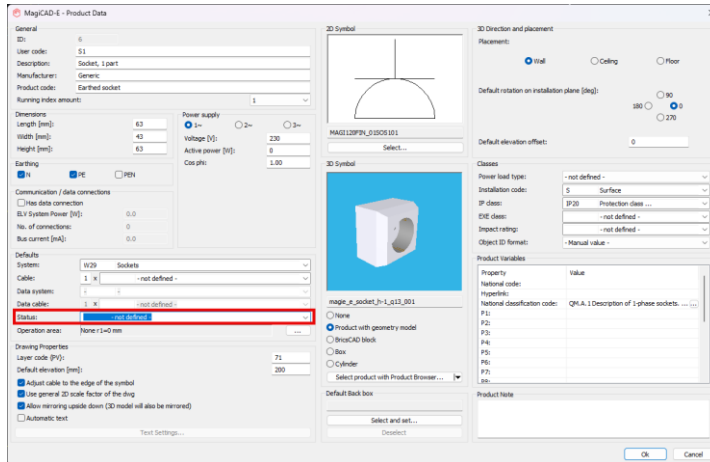 MagiCAD-E - Product Data
General
ID: 6
User code: S1
Description: Socket, 1part
Manufacturer: Generic
Product code: Earthed socket
Running index amount: 1
Dimensions
Length [mm]: 63
Width [mm]: 43
Height [mm]: 63
Power supply
1~ 2~ 3~
Voltage [V]: 230
Active power [W]: 0
Cos phi: 1.00
Earthing
N PE PEN
Communication / data connections
Has data connection
ELV System Power [W]: 0.0
No. of connections: 0
Bus current [mA]: 0.0
Defaults
System: W29 Sockets
Cable: 1 x - not defined -
Data system: - -
Data cable: 1 x - not defined -
Status: - not defined -
Operation area: None r1=0 mm ...
Drawing Properties
Layer code (PV): 71
Default elevation [mm]: 200
Adjust cable to the edge of the symbol
Use general 2D scale factor of the dwg
Allow mirroring upside down (3D model will also be mirrored)
Automatic text
Text Settings...
2D Symbol
MAGI120FIN_01SOS101
Select...
3D Symbol
magie_e_socket_h-1_q13_001
None
Product with geometry model
BricsCAD block
Box
Cylinder
Select product with Product Browser...
Default Back box
Select and set...
Deselect
3D Direction and placement
Placement:
Wall Ceiling Floor
Default rotation on installation plane [deg]:
90
180 0
270
Default elevation offset: 0
Classes
Power load type: - not defined -
Installation code: S Surface
IP class: IP20 Protection class ...
EXE class: - not defined -
Impact rating: - not defined -
Object ID format: - Manual value -
Product Variables
Property Value
National code:
Hyperlink:
National classification code: QM.A.1 Description of 1-phase sockets. ... ...
P1:
P2:
P3:
P4:
P5:
P6:
P7:
P8:
Product Note
Ok Cancel